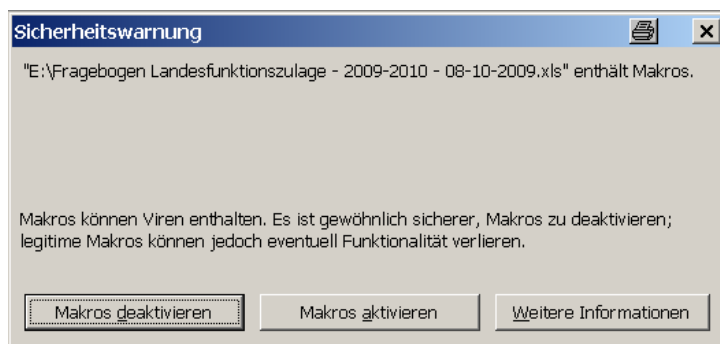 Sicherheitswarnung
"E:\Fragebogen Landesfunktionszulage - 2009-2010 - 08-10-2009.xls" enthält Makros.
Makros können Viren enthalten. Es ist gewöhnlich sicherer, Makros zu deaktivieren;
legitime Makros können jedoch eventuell Funktionalität verlieren.
Makros deaktivieren
Makros aktivieren
Weitere Informationen